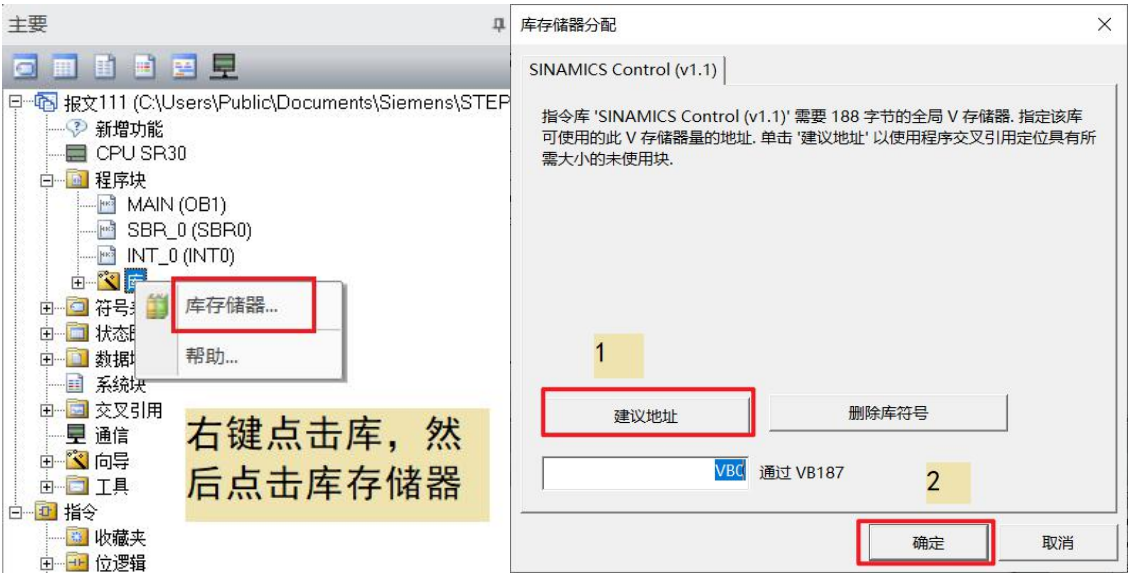 主要
报文111 (C:\Users\Public\Documents\Siemens\STEP
新增功能
CPU SR30
程序块
MAIN (OB1)
SBR_0 (SBR0)
INT_0 (INT0)
库
符号
库存储器...
状态
数据
帮助...
系统块
交叉引用
通信
向导
工具
指令
收藏夹
位逻辑
右键点击库，然
后点击库存储器
库存储器分配
SINAMICS Control (v1.1)
指令库 'SINAMICS Control (v1.1)' 需要 188 字节的全局 V 存储器. 指定该库
可使用的此 V 存储器量的地址. 单击 '建议地址' 以使用程序交叉引用定位具有所
需大小的未使用块.
1
建议地址
删除库符号
VB0 通过 VB187
2
确定
取消